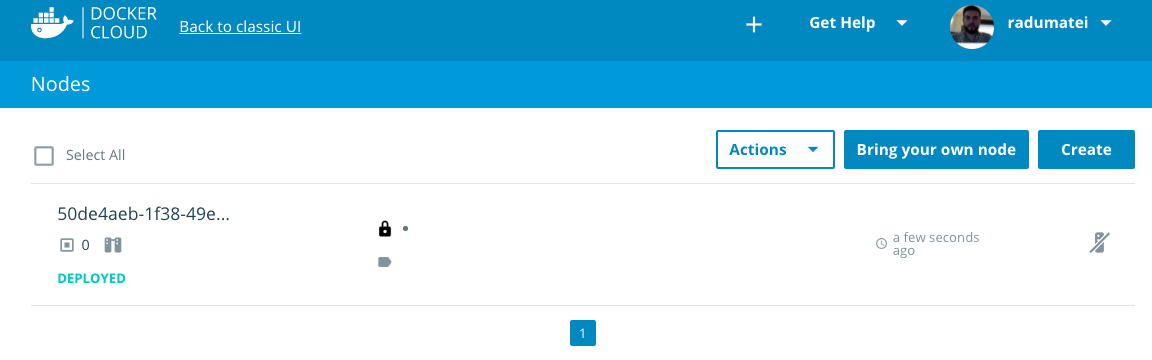 DOCKER
CLOUD
Back to classic UI
Get Help
radumatei
Nodes
Select All
Actions
Bring your own node
Create
50de4aeb-1f38-49e...
0
DEPLOYED
a few seconds
ago
1